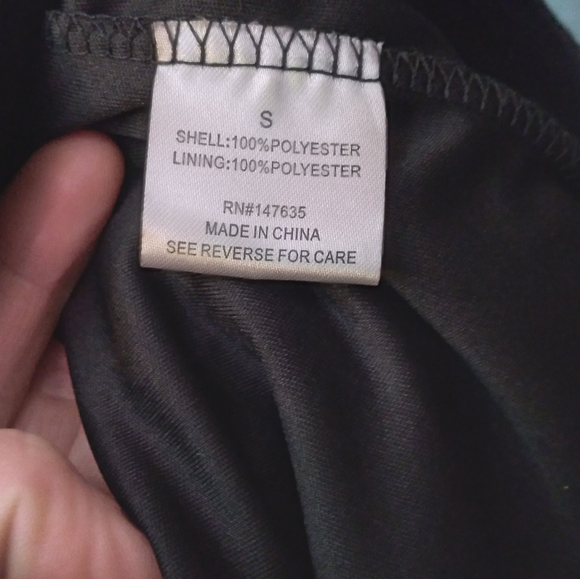 S
SHELL:100%POLYESTER
LINING:100%POLYESTER
RN#147635
MADE IN CHINA
SEE REVERSE FOR CARE